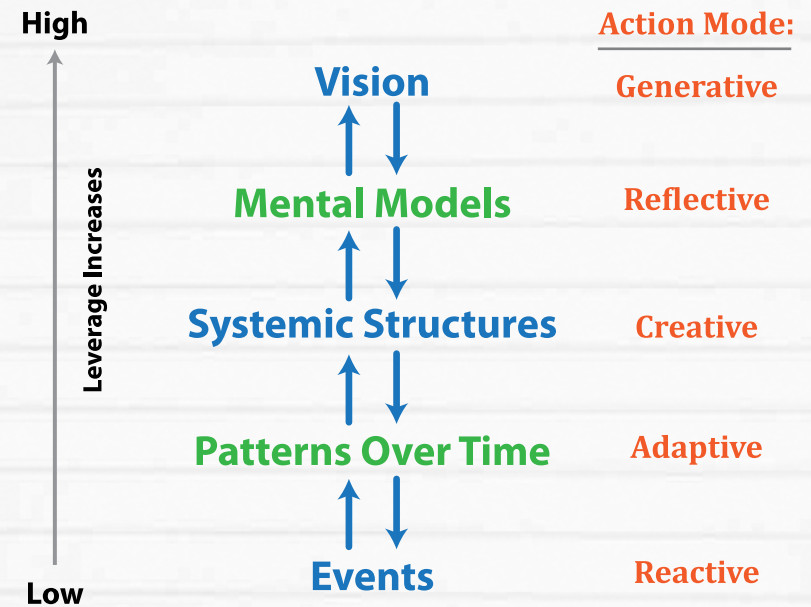 High
Action Mode:
Vision
Generative
Leverage Increases
Mental Models
Reflective
Systemic Structures
Creative
Patterns Over Time
Adaptive
Events
Reactive
Low